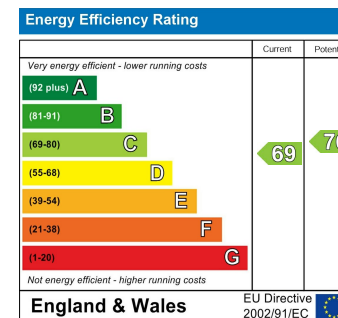 Energy Efficiency Rating
Current
Very energy efficient - lower running costs
(92 plus) A
(81-91) B
(69-80) C
(55-68) D
(39-54) E
(21-38) F
(1-20) G
69
Not energy efficient - higher running costs
England & Wales
EU Directive
2002/91/EC